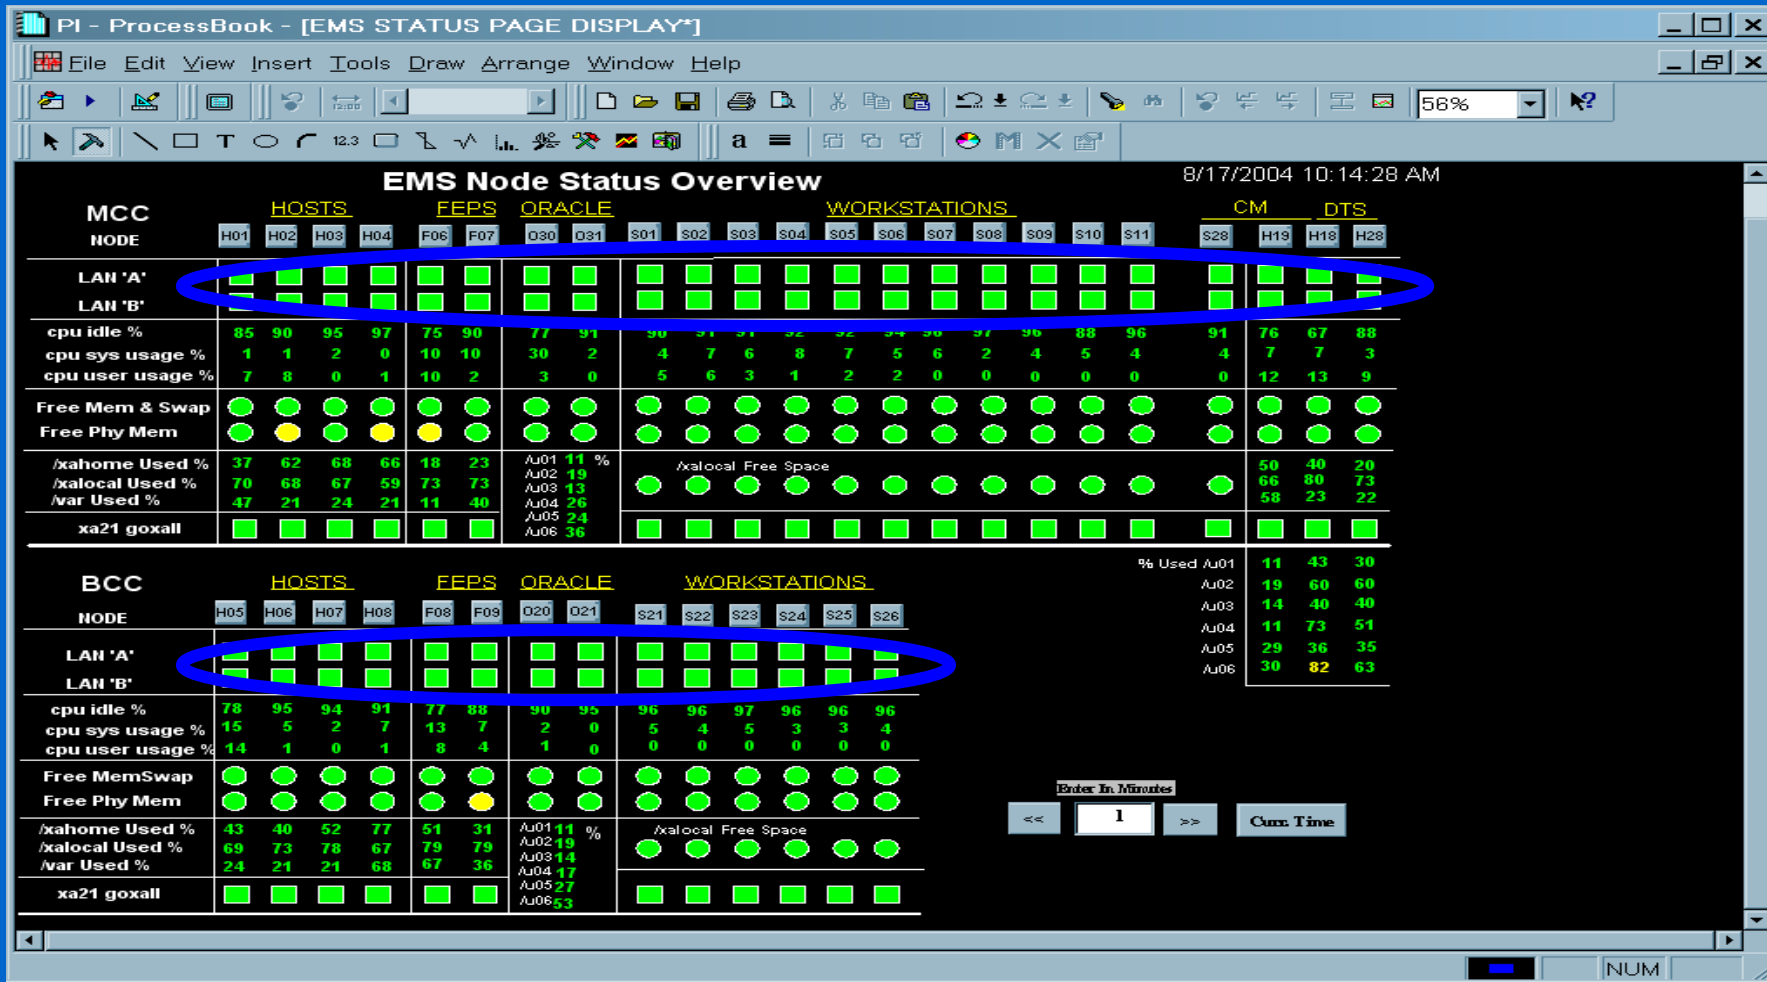 PI - ProcessBook - [EMS STATUS PAGE DISPLAY*]
File Edit View Insert Tools Draw Arrange Window Help
56%
T 12.3
a
EMS Node Status Overview 8/17/2004 10:14:28 AM
MCC HOSTS FEPS ORACLE WORKSTATIONS CM DTS
NODE H01 H02 H03 H04 F06 F07 O30 O31 S01 S02 S03 S04 S05 S06 S07 S08 S09 S10 S11 S28 H19 H18 H28
LAN 'A'
LAN 'B'
cpu idle % 85 90 95 97 75 90 77 91 90 91 91 92 92 94 96 97 96 88 96 91 76 67 88
cpu sys usage % 1 1 2 0 10 10 30 2 4 7 6 8 7 5 6 2 4 5 4 4 7 7 3
cpu user usage % 7 8 0 1 10 2 3 0 5 6 3 1 2 2 0 0 0 0 0 0 12 13 9
Free Mem & Swap
Free Phy Mem
/xahome Used % 37 62 68 66 18 23 /u01 11 % /xalocal Free Space 50 40 20
/u02 19
/xalocal Used % 70 68 67 59 73 73 /u03 13 66 80 73
/var Used % 47 21 24 21 11 40 /u04 26 58 23 22
/u05 24
xa21 goxall /u06 36
% Used /u01 11 43 30
/u02 19 60 60
/u03 14 40 40
/u04 11 73 51
/u05 29 36 35
/u06 30 82 63
BCC HOSTS FEPS ORACLE WORKSTATIONS
NODE H05 H06 H07 H08 F08 F09 O20 O21 S21 S22 S23 S24 S25 S26
LAN 'A'
LAN 'B'
cpu idle % 78 95 94 91 77 88 90 95 96 96 97 96 96 96
cpu sys usage % 15 5 2 7 13 7 2 0 5 4 5 3 3 4
cpu user usage % 14 1 0 1 8 4 1 0 0 0 0 0 0 0
Free MemSwap
Free Phy Mem
/xahome Used % 43 40 52 77 51 31 /u01 11 % /xalocal Free Space
/xalocal Used % 69 73 78 67 79 79 /u02 19
/u03 14
/var Used % 24 21 21 68 67 36 /u04 17
/u05 27
xa21 goxall /u06 53
Enter In Minutes
<< 1 >> Curr. Time
NUM